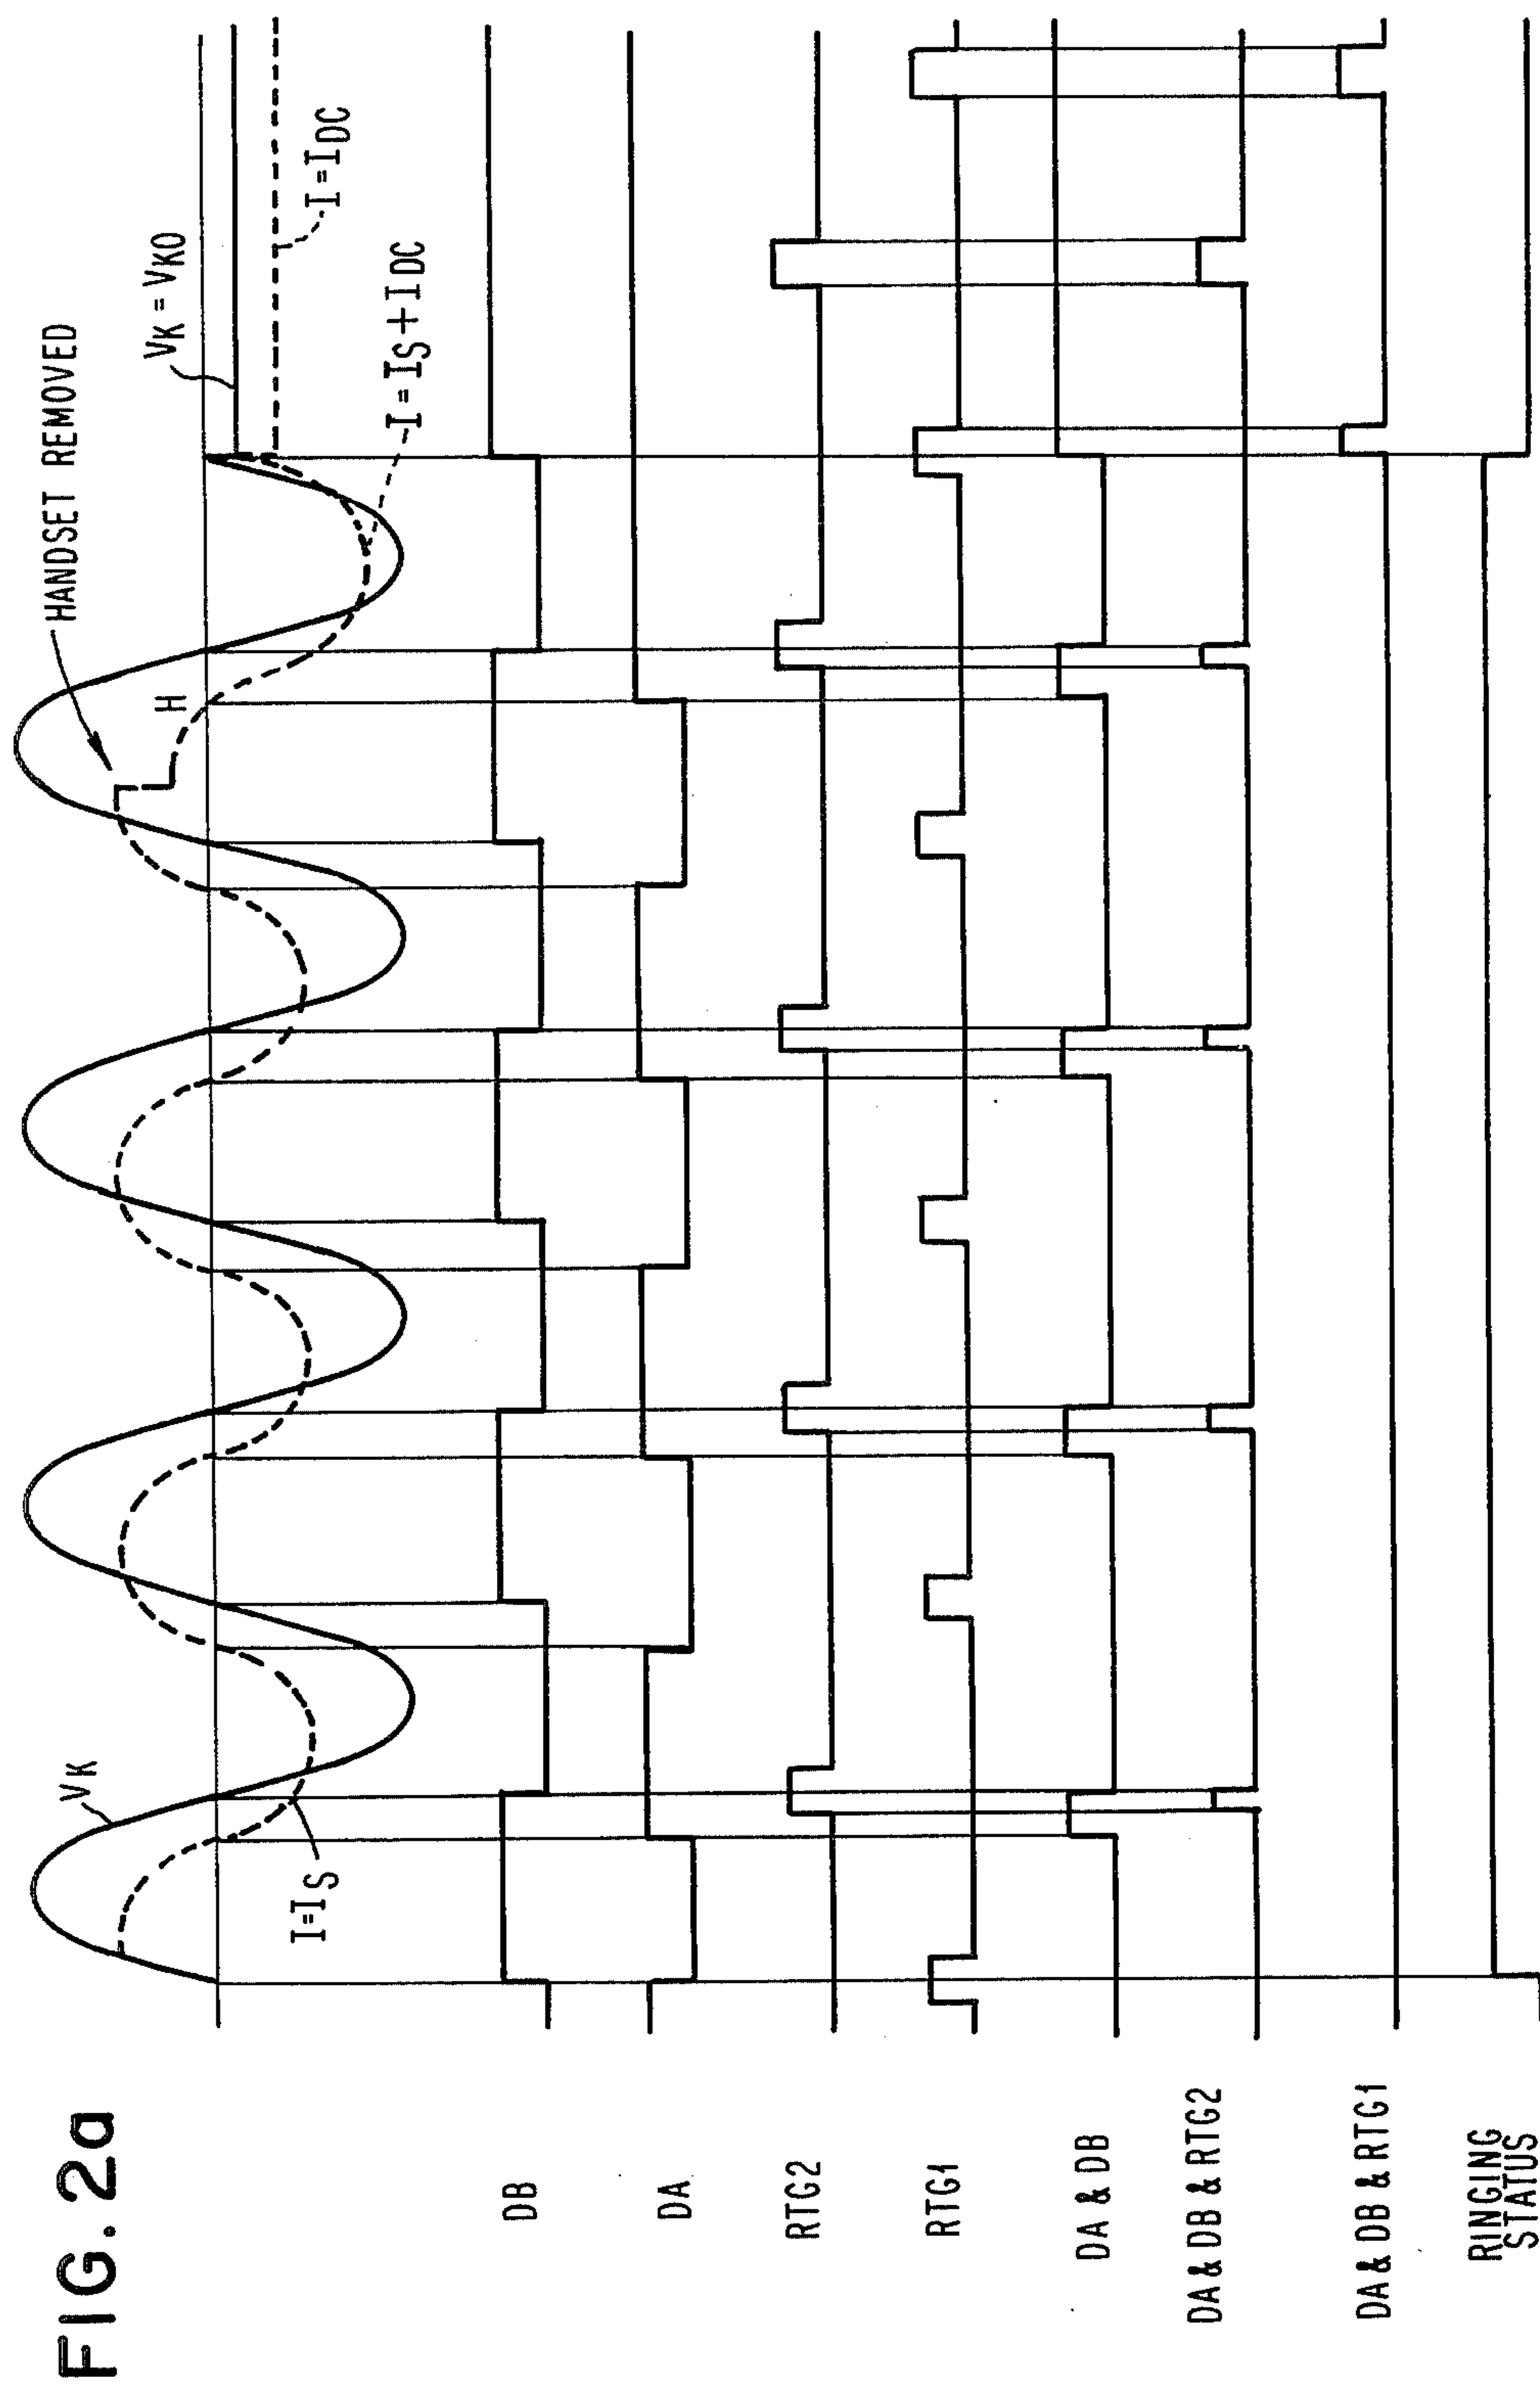 FIG. 2a
VK
I=IS
HANDSET REMOVED
H
VK = VKO
I=IDC
I=IS+IDC
DB
DA
RTG2
RTG1
DA & DB
DA & DB & RTG2
DA & DB & RTG1
RINGING
STATUS